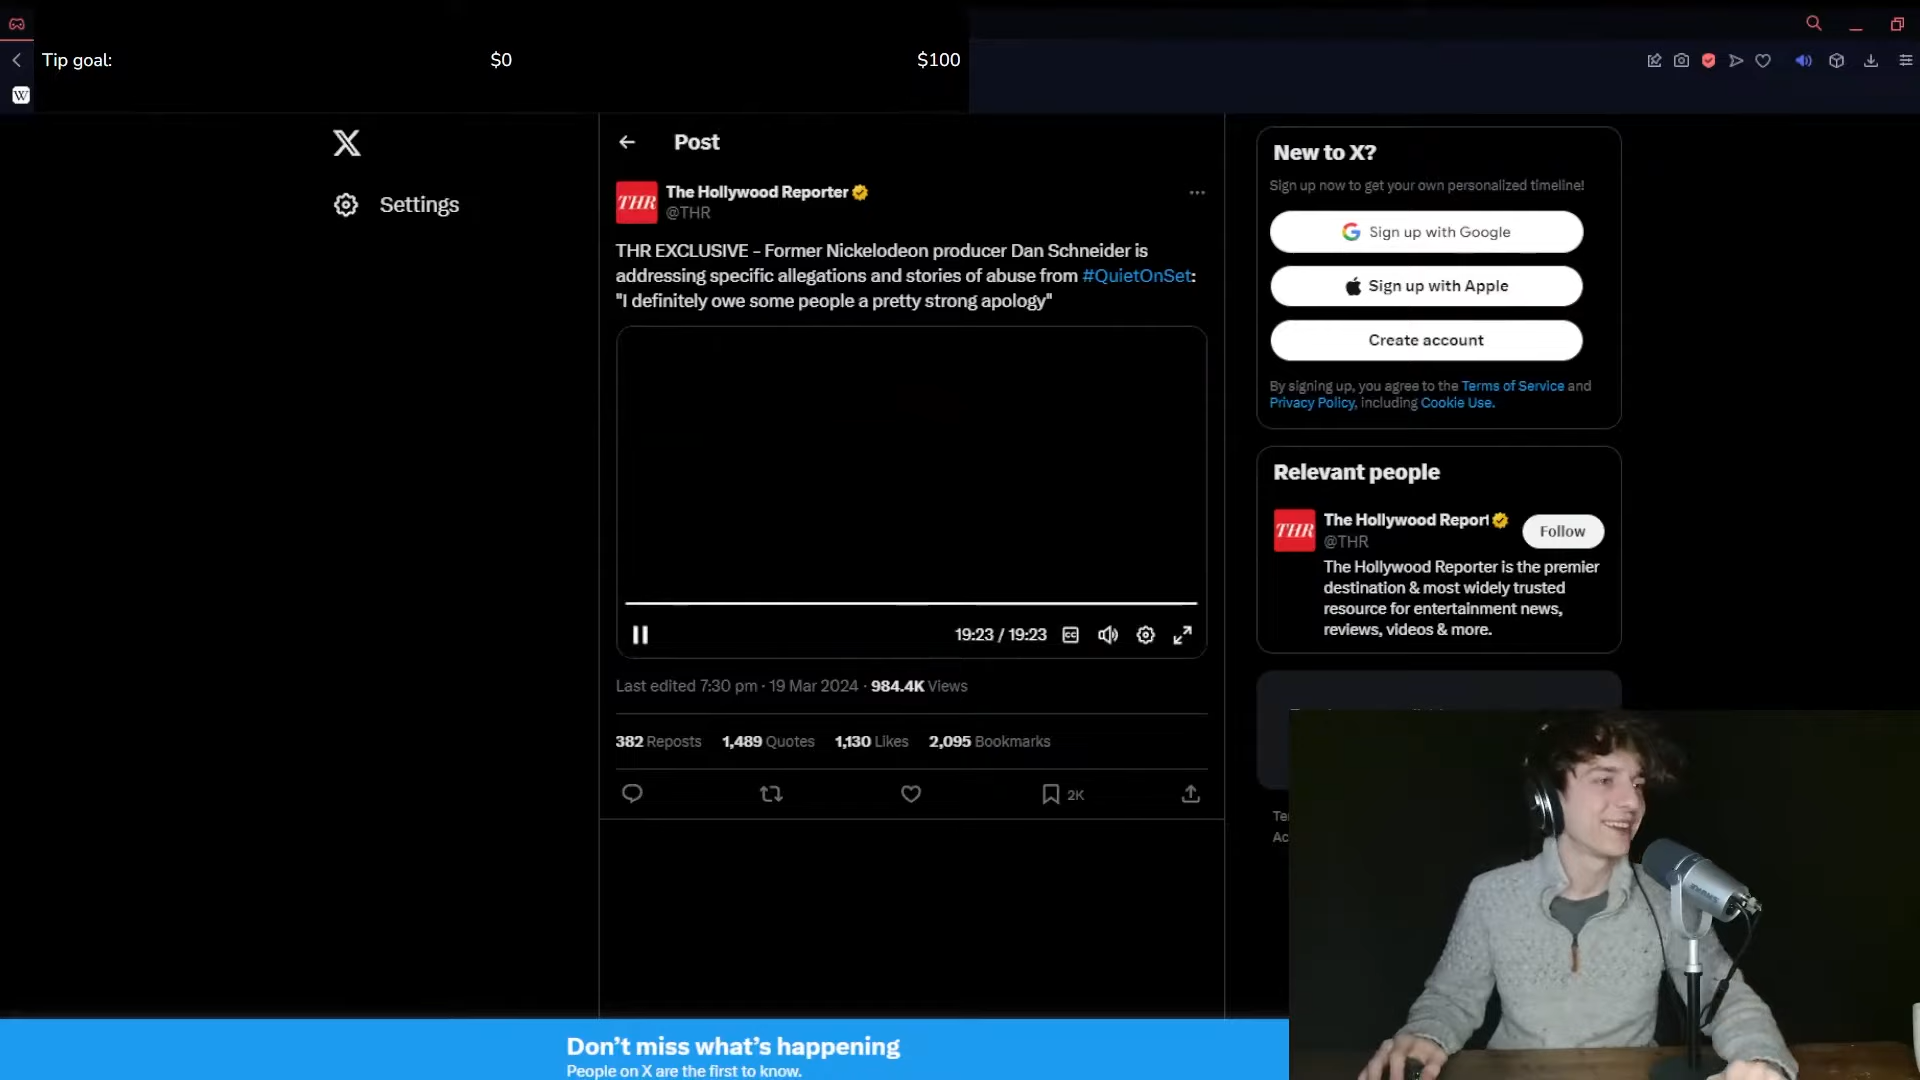 Tip goal:
$0
$100
W
X
Settings
Post
THR
The Hollywood Reporter
@THR
THR EXCLUSIVE - Former Nickelodeon producer Dan Schneider is
addressing specific allegations and stories of abuse from #QuietOnSet:
"I definitely owe some people a pretty strong apology"
19:23 / 19:23
CC
Last edited 7:30 pm · 19 Mar 2024 · 984.4K Views
382 Reposts 1,489 Quotes 1,130 Likes 2,095 Bookmarks
2K
New to X?
Sign up now to get your own personalized timeline!
Sign up with Google
Sign up with Apple
Create account
By signing up, you agree to the Terms of Service and
Privacy Policy, including Cookie Use.
Relevant people
THR
The Hollywood Report
@THR
Follow
The Hollywood Reporter is the premier
destination & most widely trusted
resource for entertainment news,
reviews, videos & more.
Don't miss what's happening
People on X are the first to know.